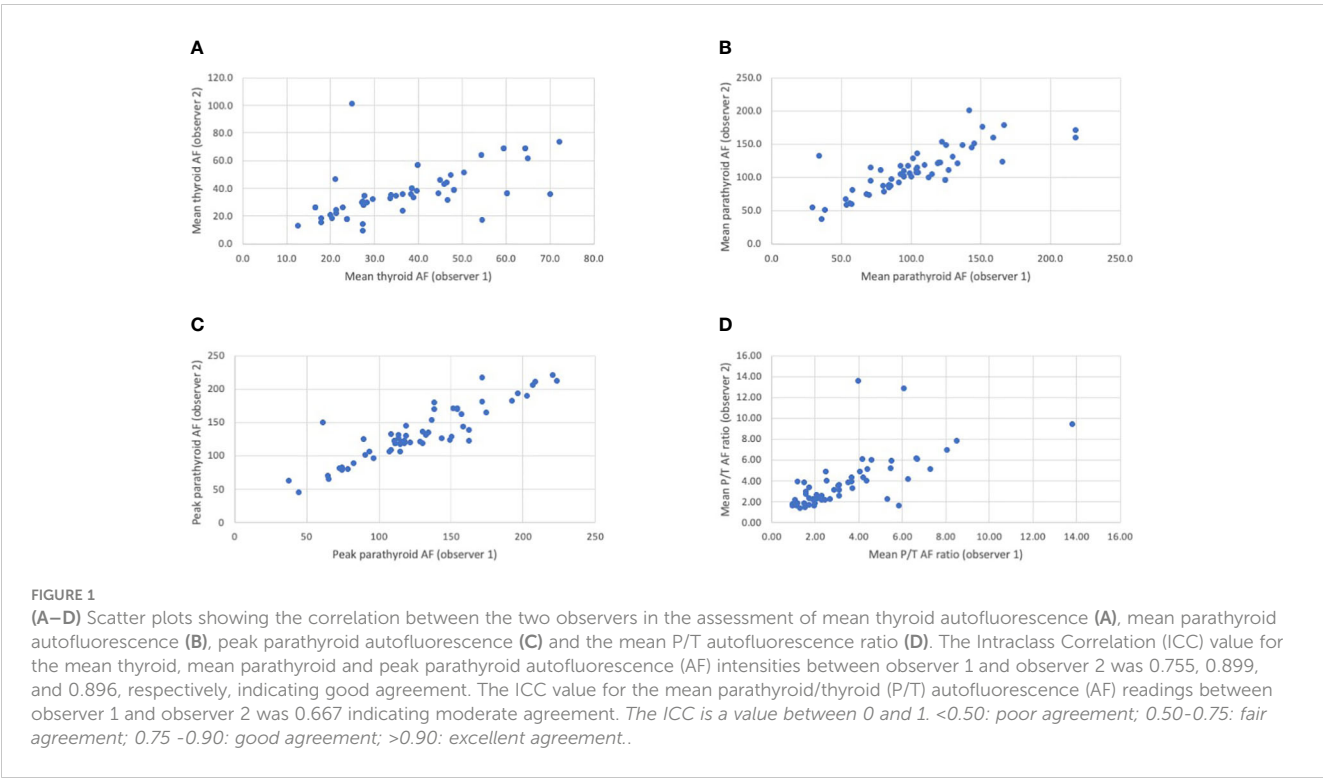 A
120.0
100.0
80.0
60.0
40.0
20.0
0.0
Mean thyroid AF (observer 2)
0.0 10.0 20.0 30.0 40.0 50.0 60.0 70.0 80.0
Mean thyroid AF (observer 1)
B
250.0
200.0
150.0
100.0
50.0
0.0
Mean parathyroid AF (observer 2)
0.0 50.0 100.0 150.0 200.0 250.0
Mean parathyroid AF (observer 1)
C
250
200
150
100
50
0
Peak parathyroid AF (observer 2)
0 50 100 150 200 250
Peak parathyroid AF (observer 1)
D
16.00
14.00
12.00
10.00
8.00
6.00
4.00
2.00
0.00
Mean P/T AF ratio (observer 2)
0.00 2.00 4.00 6.00 8.00 10.00 12.00 14.00 16.00
Mean P/T AF ratio (observer 1)
FIGURE 1
(A–D) Scatter plots showing the correlation between the two observers in the assessment of mean thyroid autofluorescence (A), mean parathyroid
autofluorescence (B), peak parathyroid autofluorescence (C) and the mean P/T autofluorescence ratio (D). The Intraclass Correlation (ICC) value for
the mean thyroid, mean parathyroid and peak parathyroid autofluorescence (AF) intensities between observer 1 and observer 2 was 0.755, 0.899,
and 0.896, respectively, indicating good agreement. The ICC value for the mean parathyroid/thyroid (P/T) autofluorescence (AF) readings between
observer 1 and observer 2 was 0.667 indicating moderate agreement. The ICC is a value between 0 and 1. <0.50: poor agreement; 0.50-0.75: fair
agreement; 0.75 -0.90: good agreement; >0.90: excellent agreement..